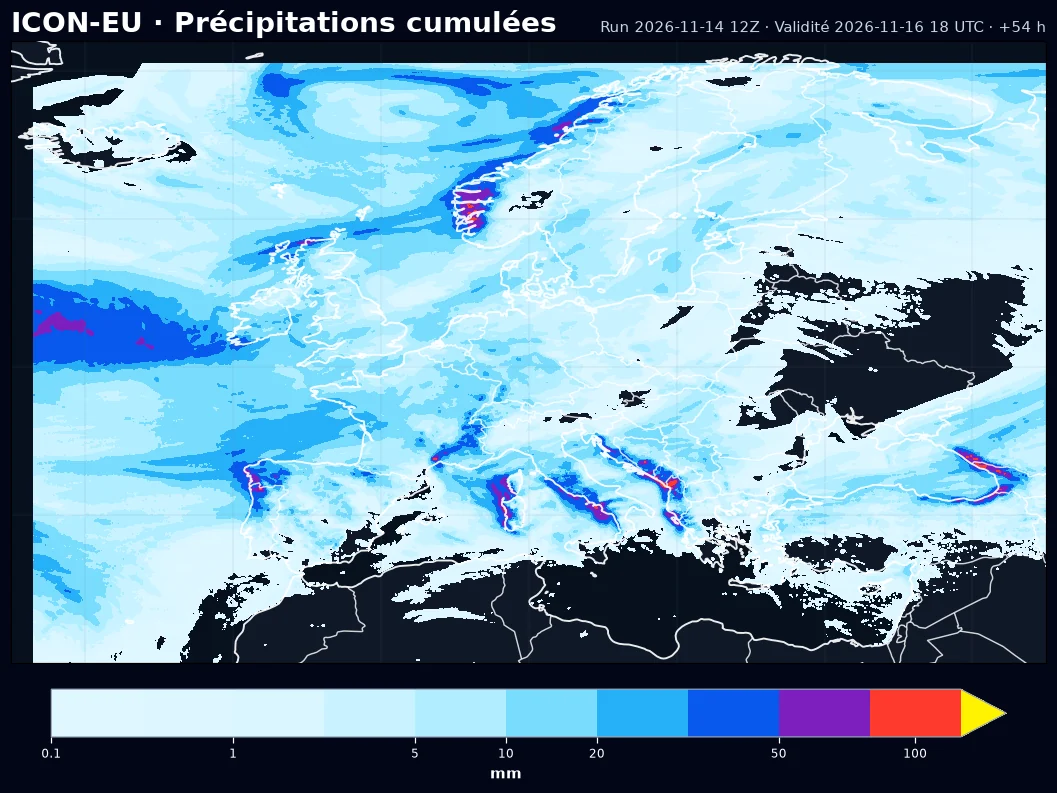 ICON-EU · Précipitations cumulées
Run 2026-11-14 12Z · Validité 2026-11-16 18 UTC · +54 h
0.1 1 5 10 20 50 100
mm